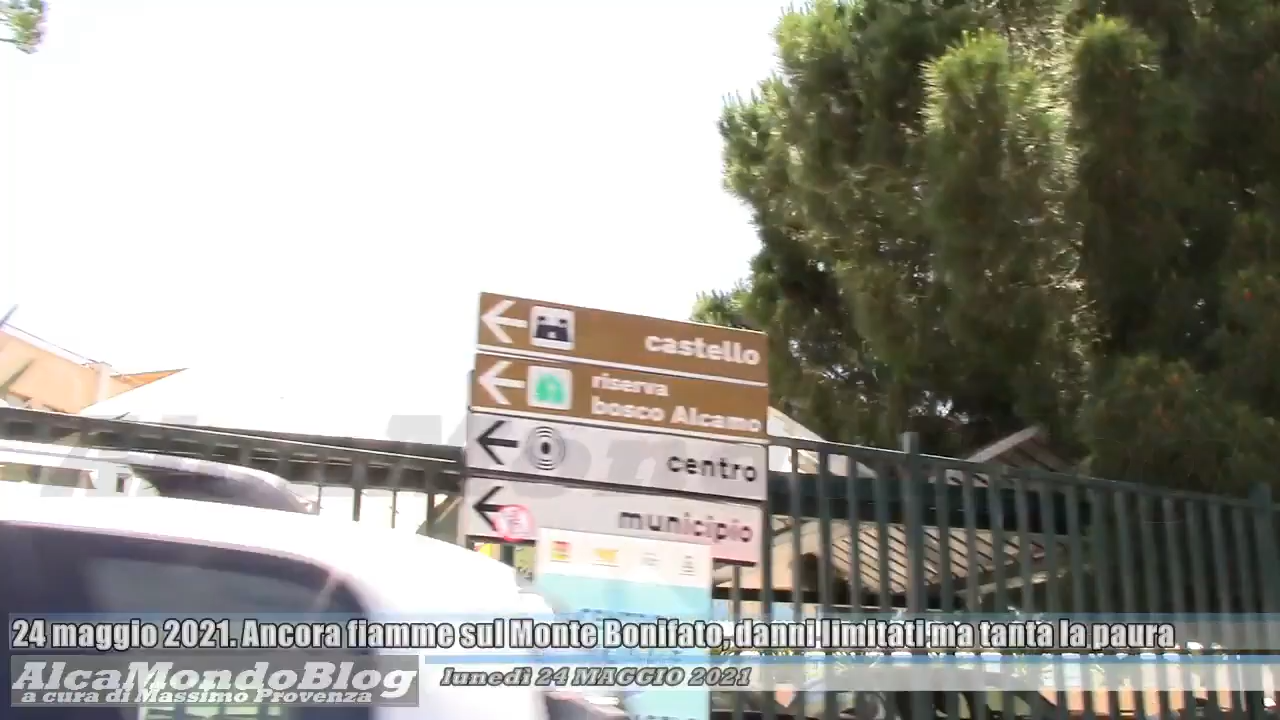 castello
riserva
bosco Alcamo
centro
municipio
24 maggio 2021. Ancora fiamme sul Monte Bonifato, danni limitati ma tanta la paura
AlcaMondoBlog
a cura di Massimo Provenza
lunedì 24 MAGGIO 2021